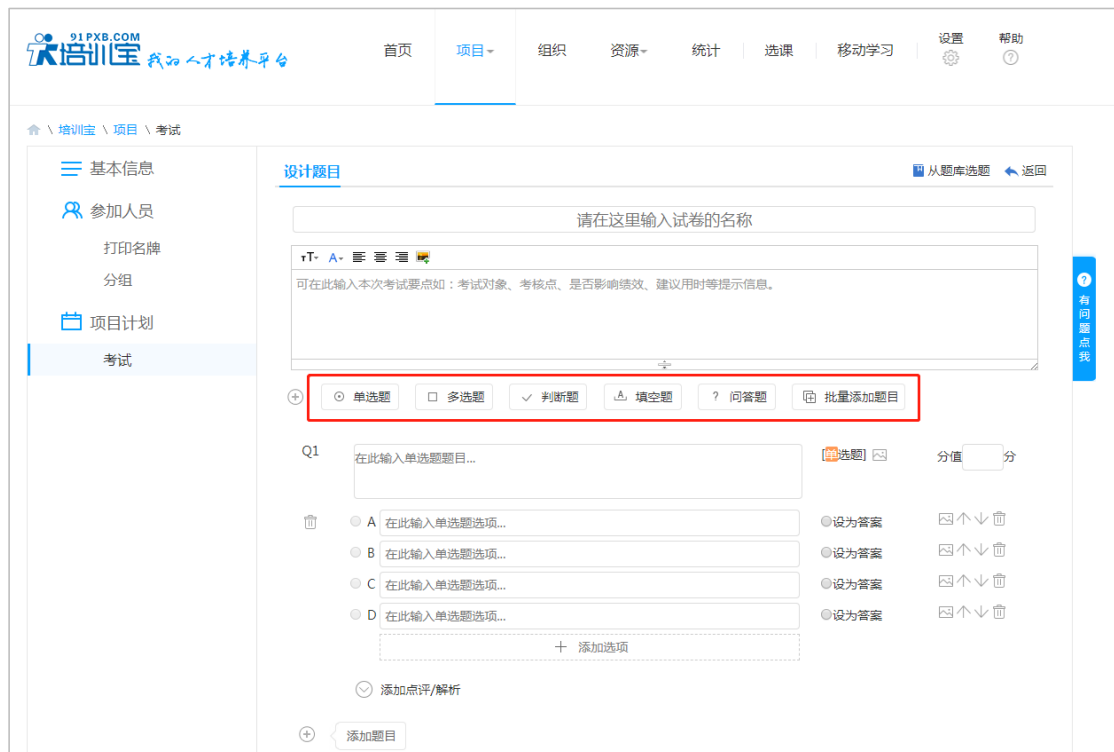 91PXB.COM
培训宝 我的人才培养平台
首页 项目 组织 资源 统计 选课 移动学习 设置 帮助
\ 培训宝 \ 项目 \ 考试
基本信息
参加人员
打印名牌
分组
项目计划
考试
设计题目 从题库选题 返回
请在这里输入试卷的名称
тT A
可在此输入本次考试要点如：考试对象、考核点、是否影响绩效、建议用时等提示信息。
单选题 多选题 判断题 填空题 ? 问答题 批量添加题目
Q1 在此输入单选题题目... [单选题] 分值 分
A 在此输入单选题选项... 设为答案
B 在此输入单选题选项... 设为答案
C 在此输入单选题选项... 设为答案
D 在此输入单选题选项... 设为答案
添加选项
添加点评/解析
添加题目
? 有问题点我